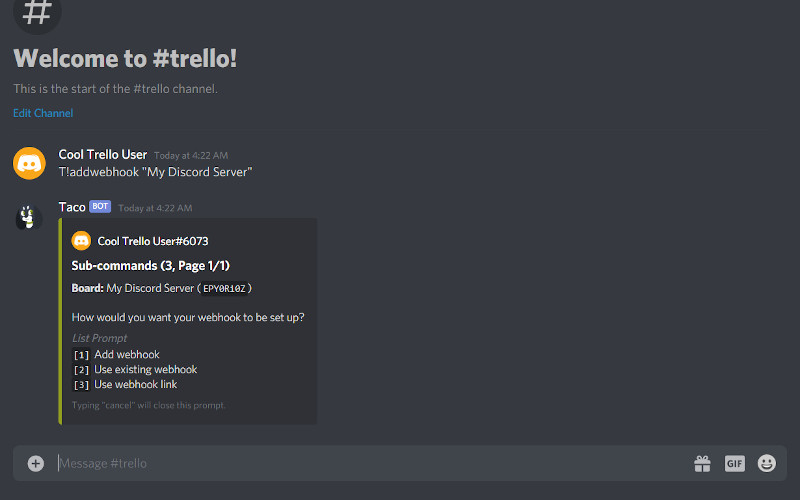 #
Welcome to #trello!
This is the start of the #trello channel.
Edit Channel
Cool Trello User Today at 4:22 AM
T!addwebhook "My Discord Server"
Taco BOT Today at 4:22 AM
Cool Trello User#6073
Sub-commands (3, Page 1/1)
Board: My Discord Server (EPY0Ri0Z)
How would you want your webhook to be set up?
List Prompt
[1] Add webhook
[2] Use existing webhook
[3] Use webhook link
Typing "cancel" will close this prompt.
Message #trello
GIF